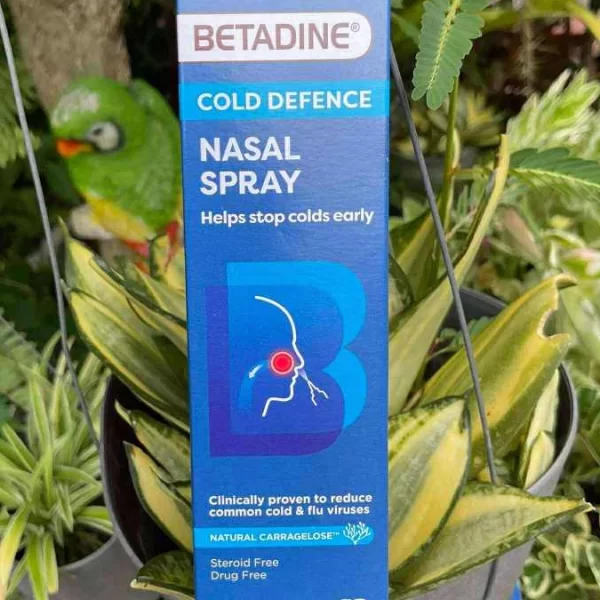 BETADINE®
COLD DEFENCE
NASAL
SPRAY
Helps stop colds early
Clinically proven to reduce
common cold & flu viruses
NATURAL CARRAGELOSE™
Steroid Free
Drug Free